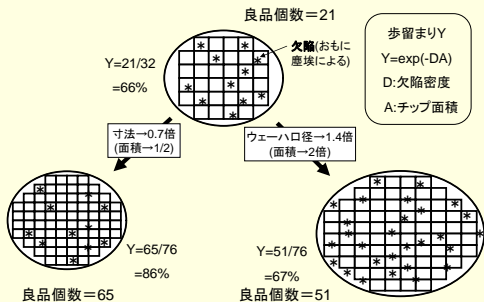 良品個数＝21
Y=21/32
=66%
欠陥(おもに
塵埃による)
歩留まりY
Y=exp(-DA)
D:欠陥密度
A:チップ面積
寸法→0.7倍
(面積→1/2)
ウェーハ口径→1.4倍
(面積→2倍)
Y=65/76
=86%
良品個数＝65
Y=51/76
=67%
良品個数＝51